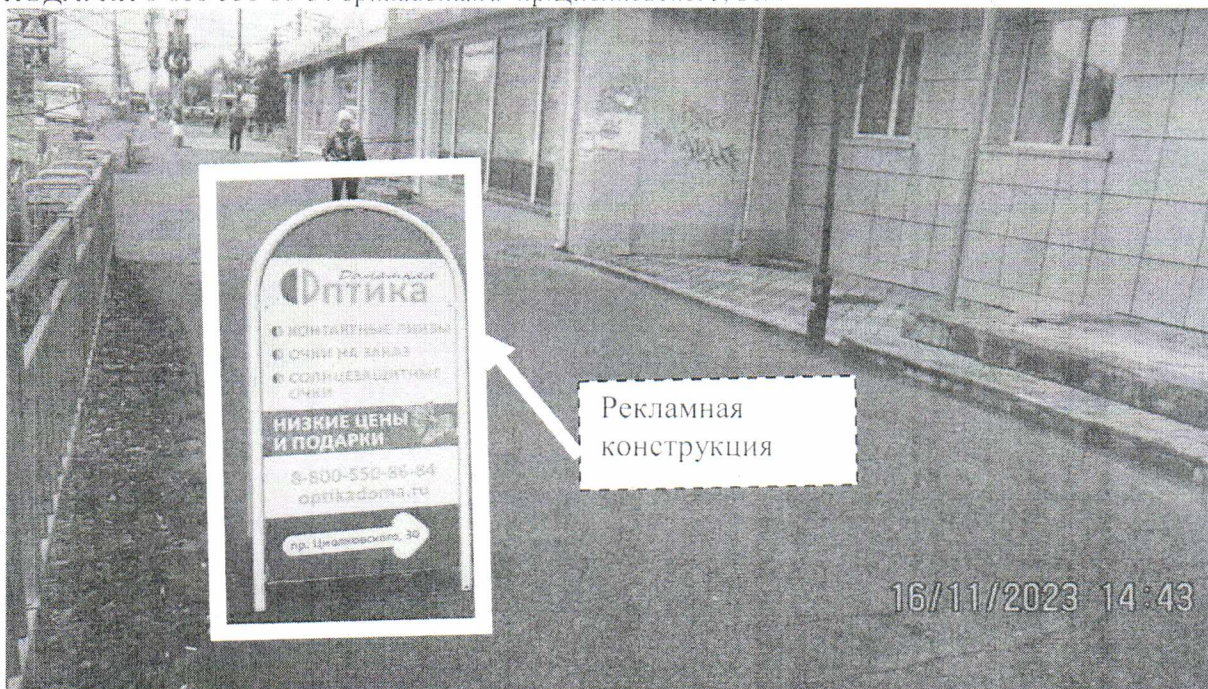 Домашняя
Оптика
КОНТАКТНЫЕ ЛИНЗЫ
ОЧКИ НА ЗАКАЗ
СОЛНЦЕЗАЩИТНЫЕ
ОЧКИ
НИЗКИЕ ЦЕНЫ
И ПОДАРКИ
8-800-550-86-84
optikadoma.ru
пр. Циолковского, 30
Рекламная
конструкция
16/11/2023 14:43